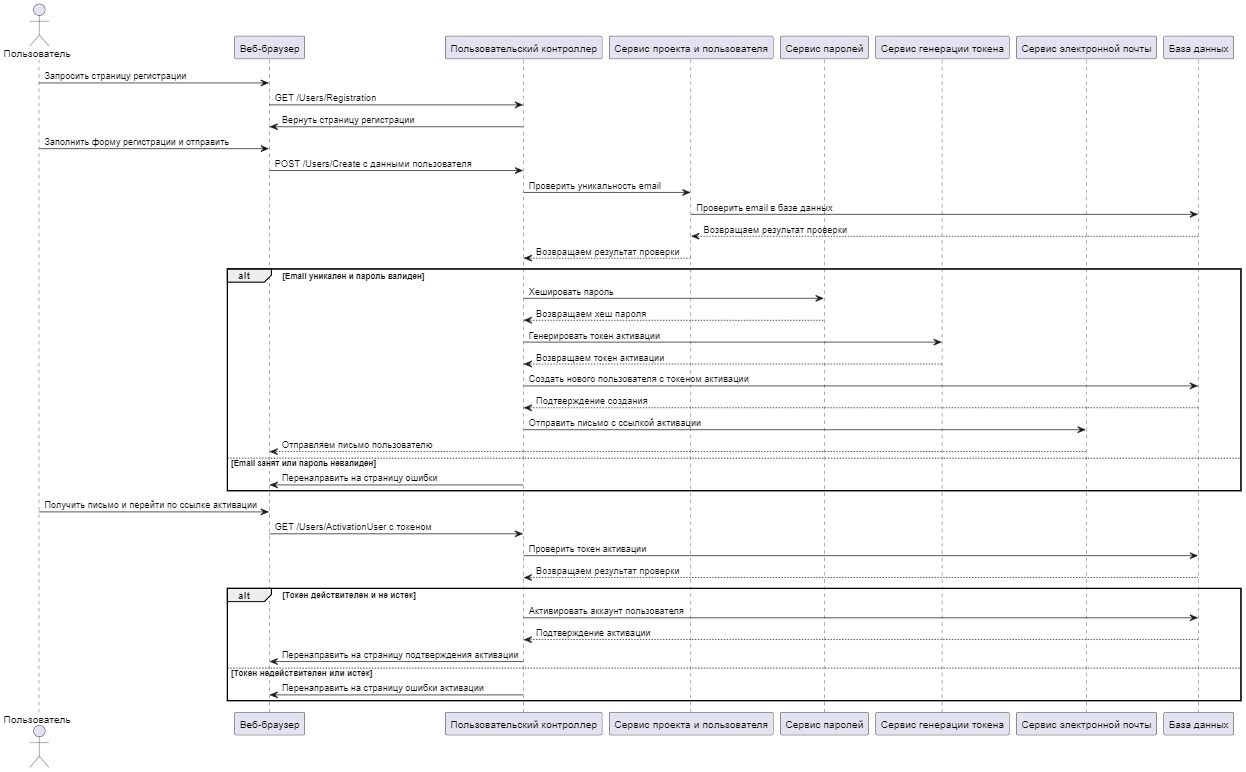 Пользователь
Веб-браузер
Пользовательский контроллер
Сервис проекта и пользователя
Сервис паролей
Сервис генерации токена
Сервис электронной почты
База данных
Запросить страницу регистрации
GET /Users/Registration
Вернуть страницу регистрации
Заполнить форму регистрации и отправить
POST /Users/Create с данными пользователя
Проверить уникальность email
Проверить email в базе данных
Возвращаем результат проверки
Возвращаем результат проверки
alt
[Email уникален и пароль валиден]
Хешировать пароль
Возвращаем хеш пароля
Генерировать токен активации
Возвращаем токен активации
Создать нового пользователя с токеном активации
Подтверждение создания
Отправить письмо с ссылкой активации
Отправляем письмо пользователю
[Email занят или пароль невалиден]
Перенаправить на страницу ошибки
Получить письмо и перейти по ссылке активации
GET /Users/ActivationUser с токеном
Проверить токен активации
Возвращаем результат проверки
alt
[Токен действителен и не истек]
Активировать аккаунт пользователя
Подтверждение активации
Перенаправить на страницу подтверждения активации
[Токен недействителен или истек]
Перенаправить на страницу ошибки активации
Пользователь
Веб-браузер
Пользовательский контроллер
Сервис проекта и пользователя
Сервис паролей
Сервис генерации токена
Сервис электронной почты
База данных